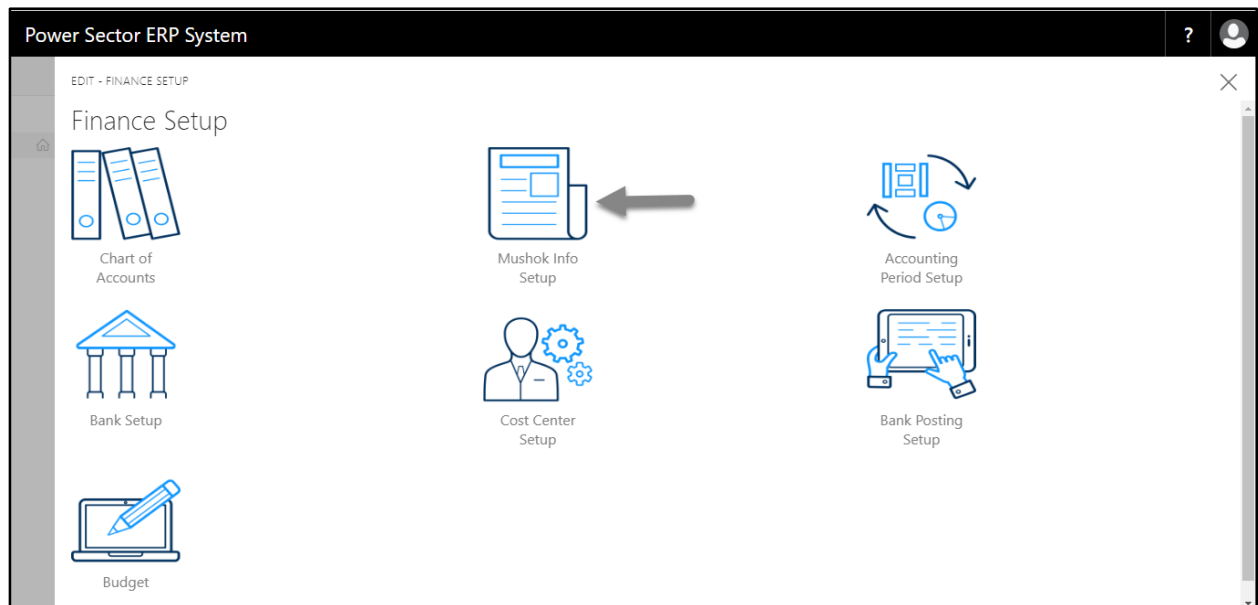 Power Sector ERP System
?
EDIT - FINANCE SETUP
Finance Setup
Chart of
Accounts
Mushok Info
Setup
Accounting
Period Setup
Bank Setup
Cost Center
Setup
Bank Posting
Setup
Budget